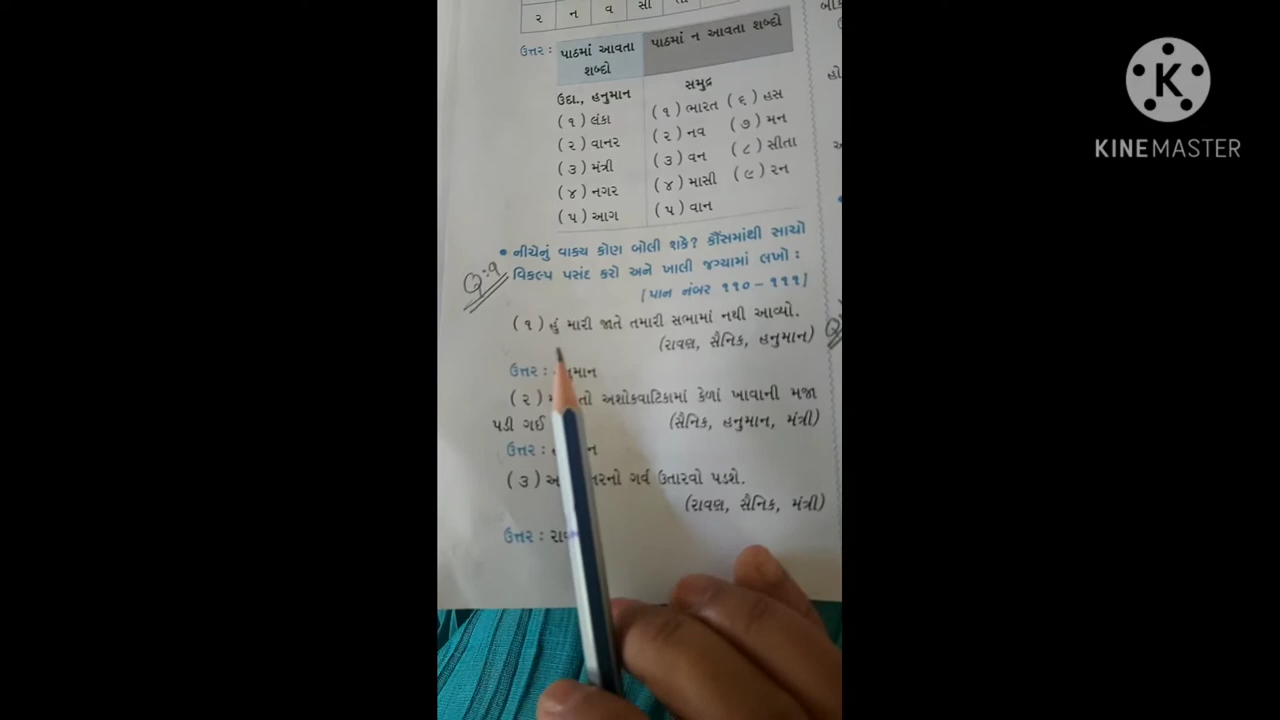 ર ન વ સી
ઉત્તર : પાઠમાં આવતા શબ્દો પાઠમાં ન આવતા શબ્દો
ઉદા., હનુમાન સમુદ્ર
(૧) લંકા (૧) ભારત (૬) હસ
(૨) વાનર (૨) નવ (૭) મન
(૩) મંત્રી (૩) વન (૮) સીતા
(૪) નગર (૪) માસી (૯) રન
(૫) આગ (૫) વાન
• નીચેનું વાક્ય કોણ બોલી શકે? કૌંસમાંથી સાચો
વિકલ્પ પસંદ કરો અને ખાલી જગ્યામાં લખો :
Q:૧
[પાન નંબર ૧૧૦ – ૧૧૧]
(૧) હું મારી જાતે તમારી સભામાં નથી આવ્યો.
(રાવણ, સૈનિક, હનુમાન)
ઉત્તર : માન
(૨) તો અશોકવાટિકામાં કેળાં ખાવાની મજા
પડી ગઈ (સૈનિક, હનુમાન, મંત્રી)
ઉત્તર :
(૩) ગર્વ ઉતારવો પડશે.
(રાવણ, સૈનિક, મંત્રી)
ઉત્તર :
KINEMASTER